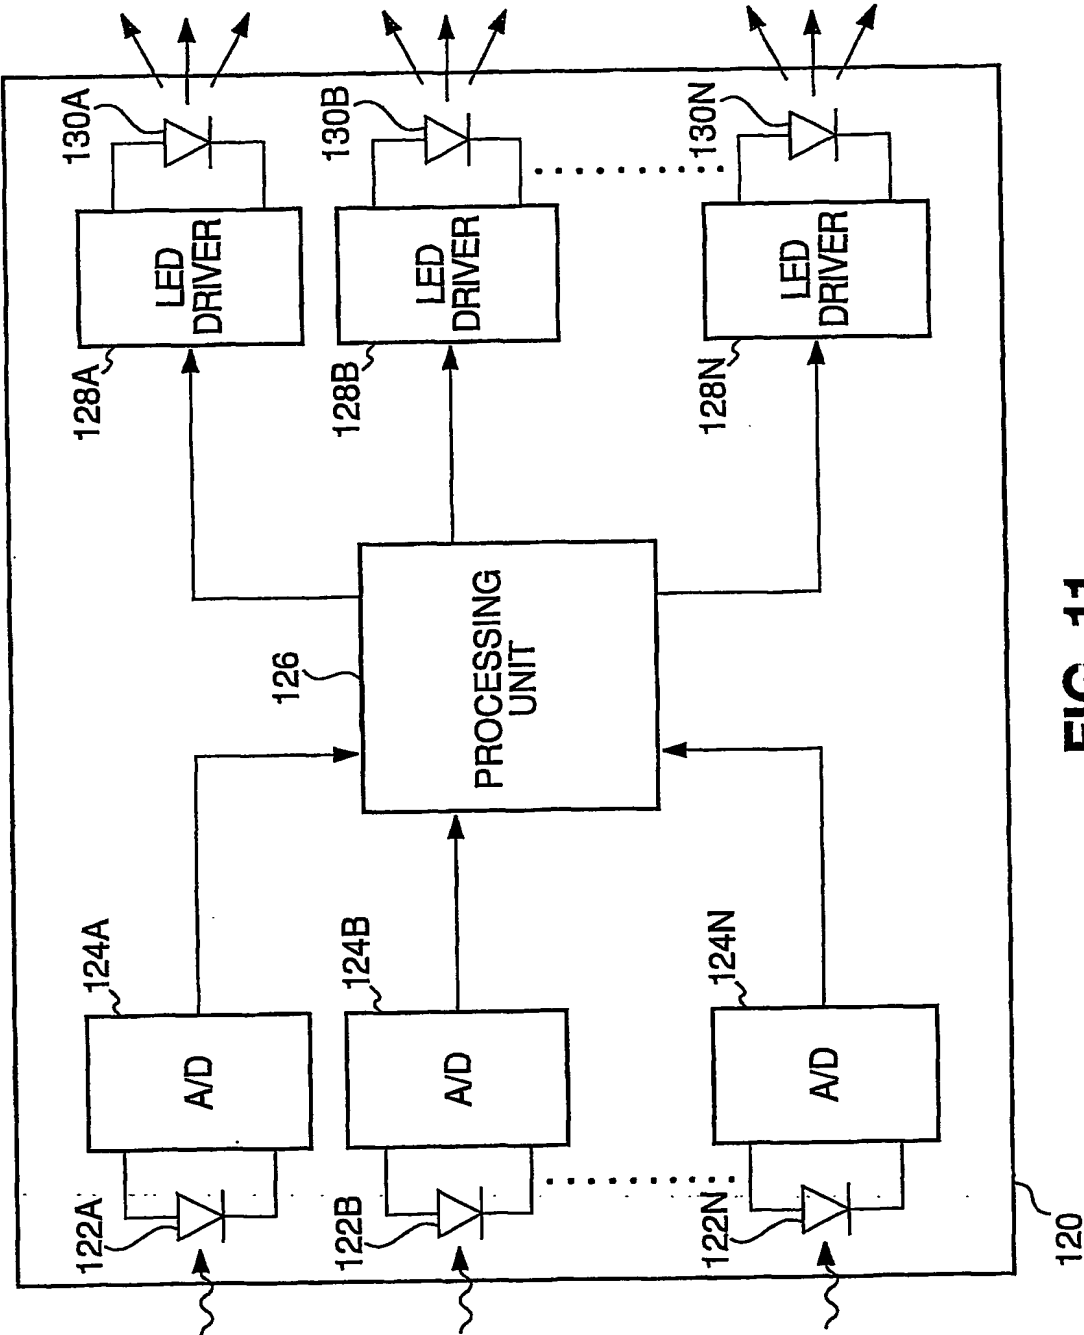 122A
124A
A/D
128A
LED
DRIVER
130A
122B
124B
A/D
126
PROCESSING
UNIT
128B
LED
DRIVER
130B
122N
124N
A/D
128N
LED
DRIVER
130N
120
FIG. 11